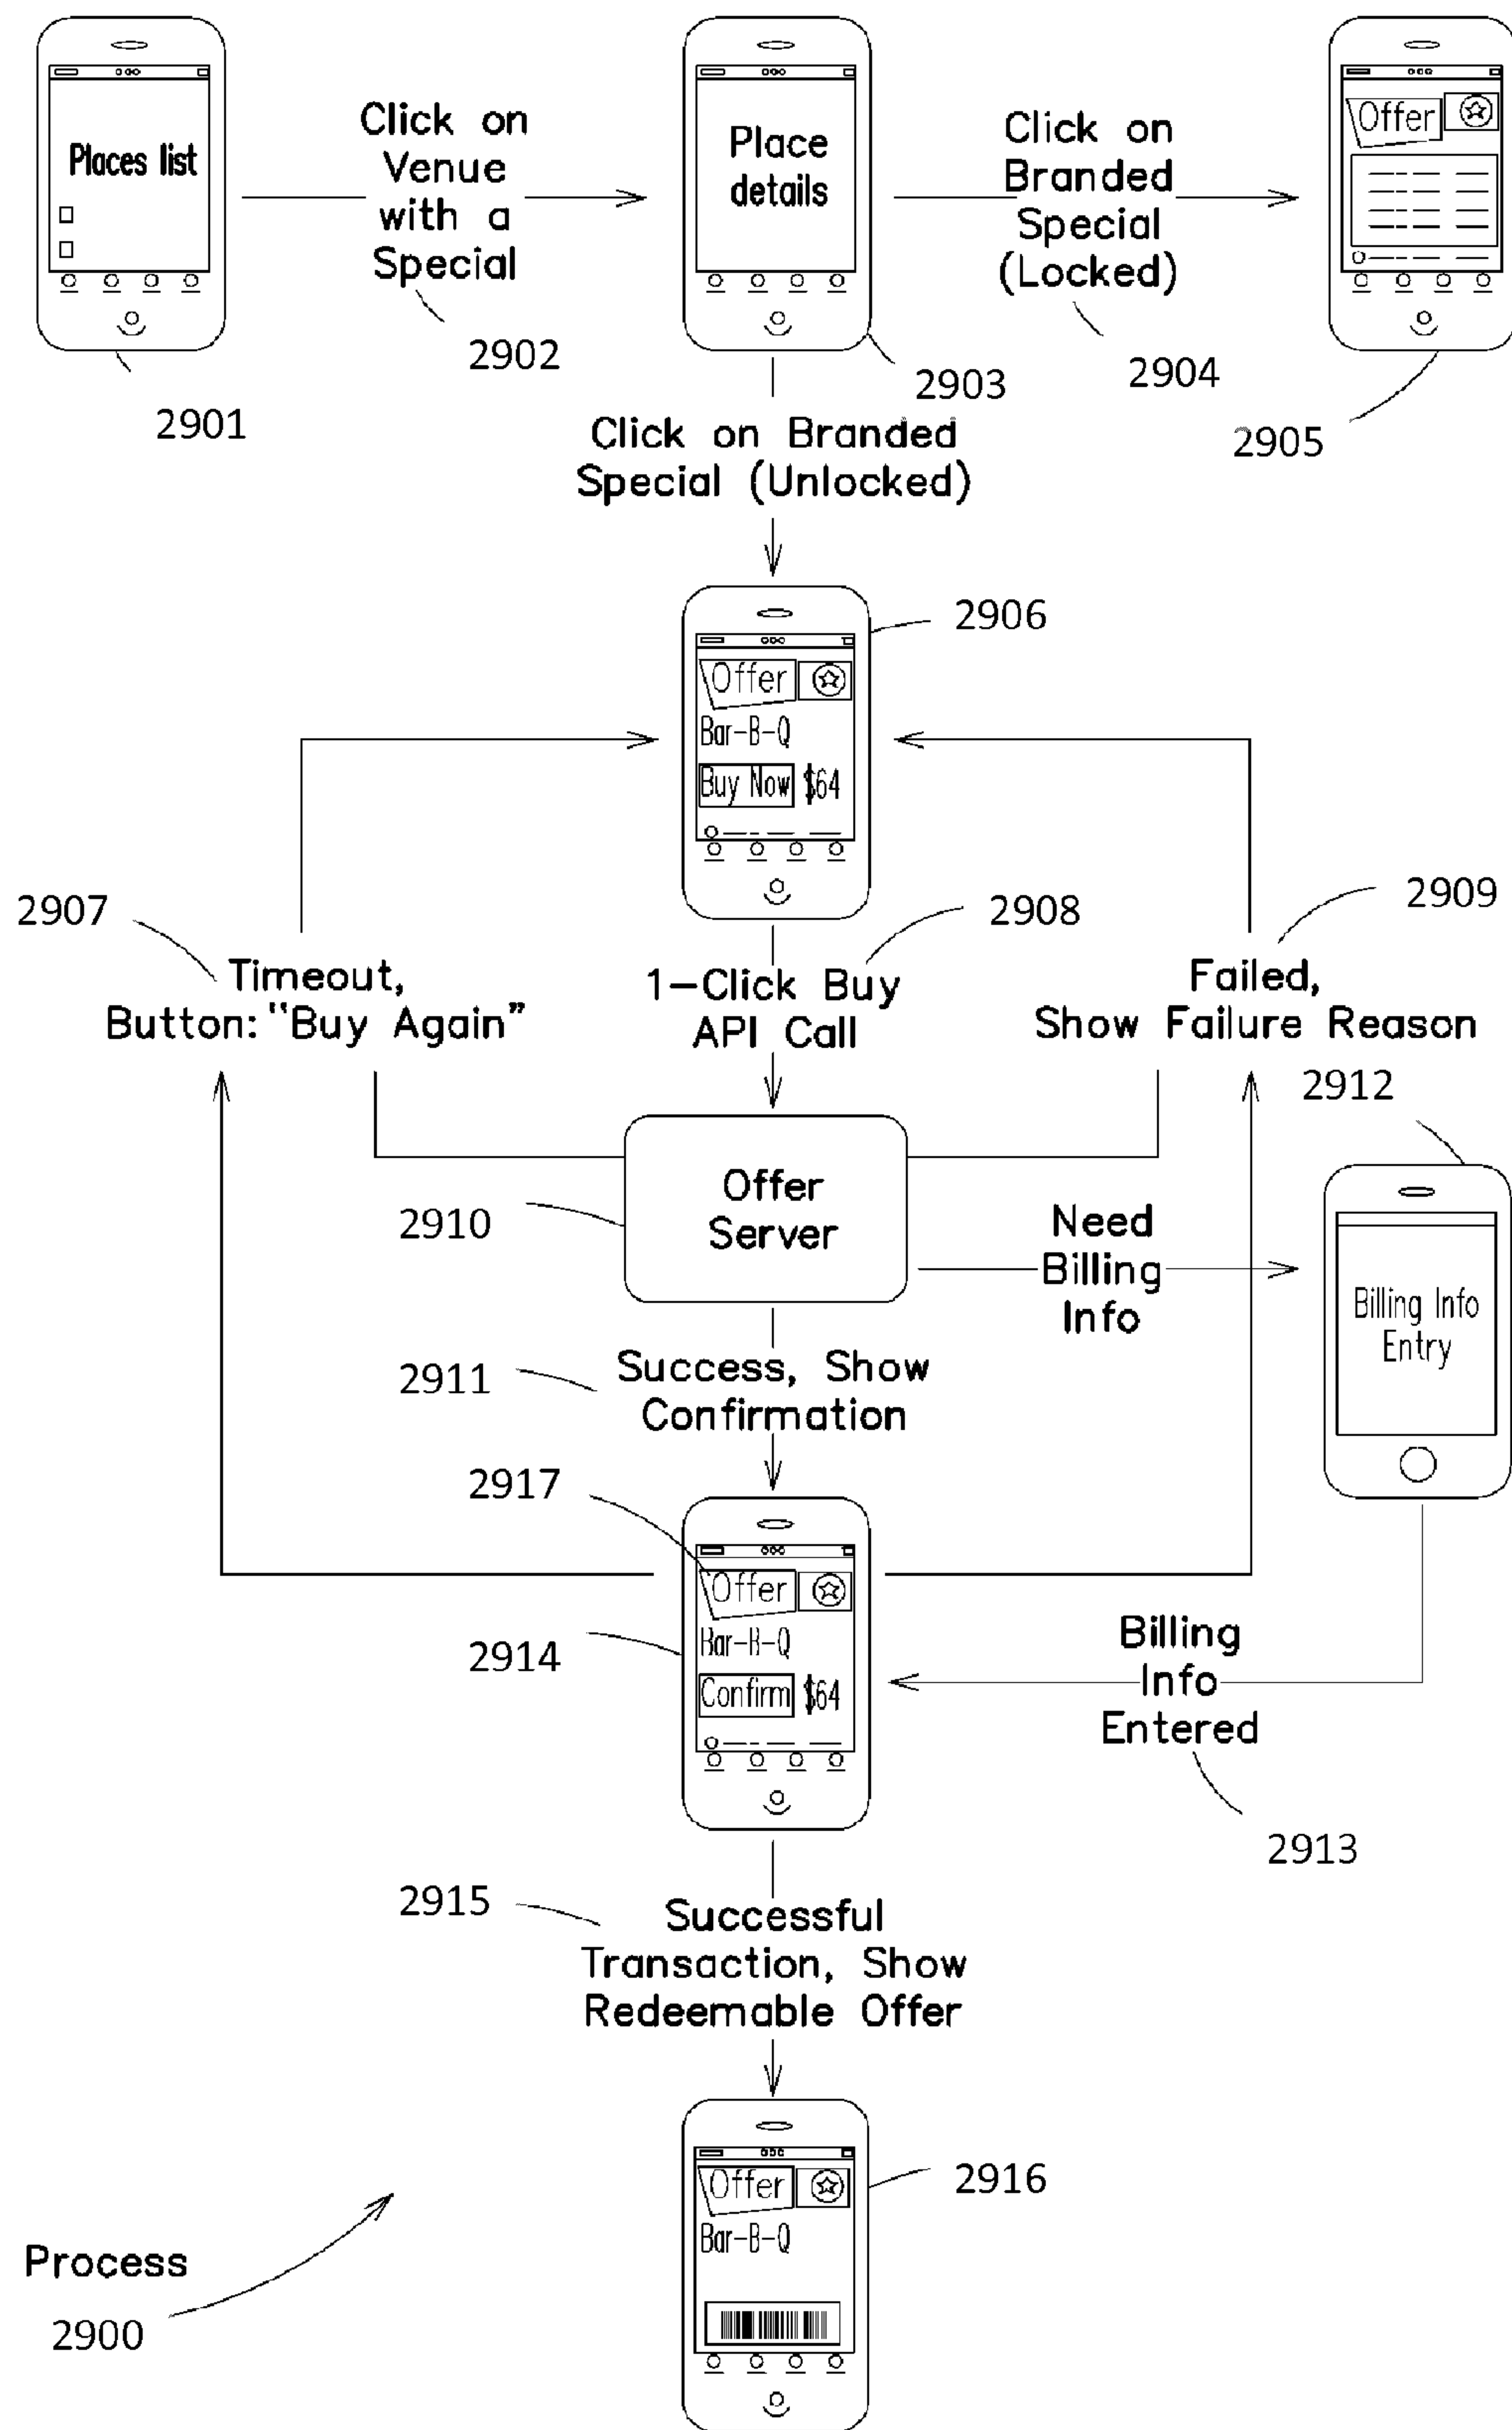 Places list
2901
Click on
Venue
with a
Special
2902
Place
details
2903
Click on
Branded
Special
(Locked)
2904
Offer
2905
Click on Branded
Special (Unlocked)
2906
Offer
Bar-B-Q
Buy Now $64
2907
Timeout,
Button: "Buy Again"
2908
1-Click Buy
API Call
2909
Failed,
Show Failure Reason
2910
Offer
Server
Need
Billing
Info
2912
Billing Info
Entry
2911
Success, Show
Confirmation
2917
Offer
2914
Bar-B-Q
Confirm $64
Billing
Info
Entered
2913
2915
Successful
Transaction, Show
Redeemable Offer
2916
Offer
Bar-B-Q
Process
2900